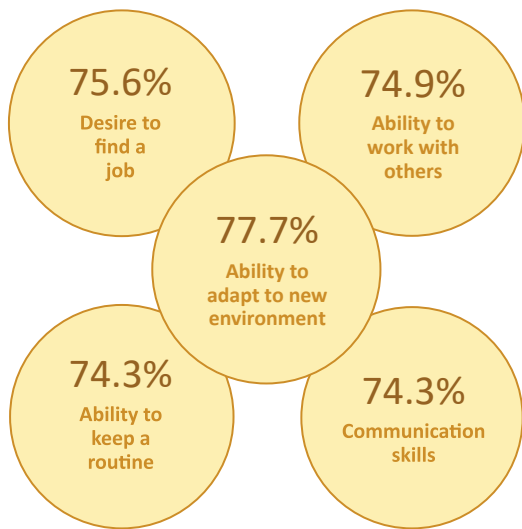 75.6%
Desire to
find a
job
74.9%
Ability to
work with
others
77.7%
Ability to
adapt to new
environment
74.3%
Ability to
keep a
routine
74.3%
Communication
skills